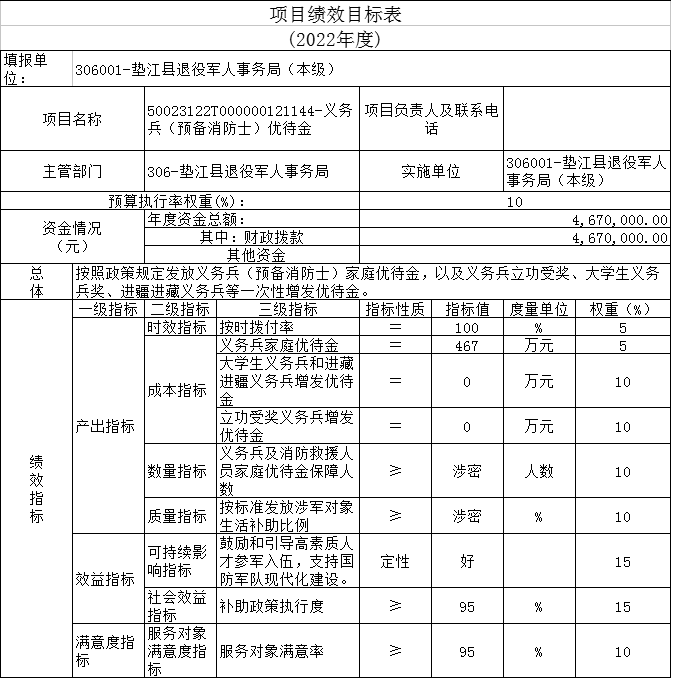 项目绩效目标表
(2022年度)
填报单
位：
306001-垫江县退役军人事务局（本级）
项目名称
50023122T000000121144-义务
兵（预备消防士）优待金
项目负责人及联系电
话
主管部门
306-垫江县退役军人事务局
实施单位
306001-垫江县退役军人
事务局（本级）
预算执行率权重(%)：
10
资金情况
（元）
年度资金总额：
4,670,000.00
其中：财政拨款
4,670,000.00
其他资金
总
体
按照政策规定发放义务兵（预备消防士）家庭优待金，以及义务兵立功受奖、大学生义务
兵奖、进疆进藏义务兵等一次性增发优待金。
绩
效
指
标
一级指标
二级指标
三级指标
指标性质
指标值
度量单位
权重（%）
产出指标
时效指标
按时拨付率
＝
100
%
5
成本指标
义务兵家庭优待金
＝
467
万元
5
大学生义务兵和进藏
进疆义务兵增发优待
金
＝
0
万元
10
立功受奖义务兵增发
优待金
＝
0
万元
10
数量指标
义务兵及消防救援人
员家庭优待金保障人
数
≥
涉密
人数
10
质量指标
按标准发放涉军对象
生活补助比例
≥
涉密
%
10
效益指标
可持续影
响指标
鼓励和引导高素质人
才参军入伍，支持国
防军队现代化建设。
定性
好
15
社会效益
指标
补助政策执行度
≥
95
%
15
满意度指
标
服务对象
满意度指
标
服务对象满意率
≥
95
%
10